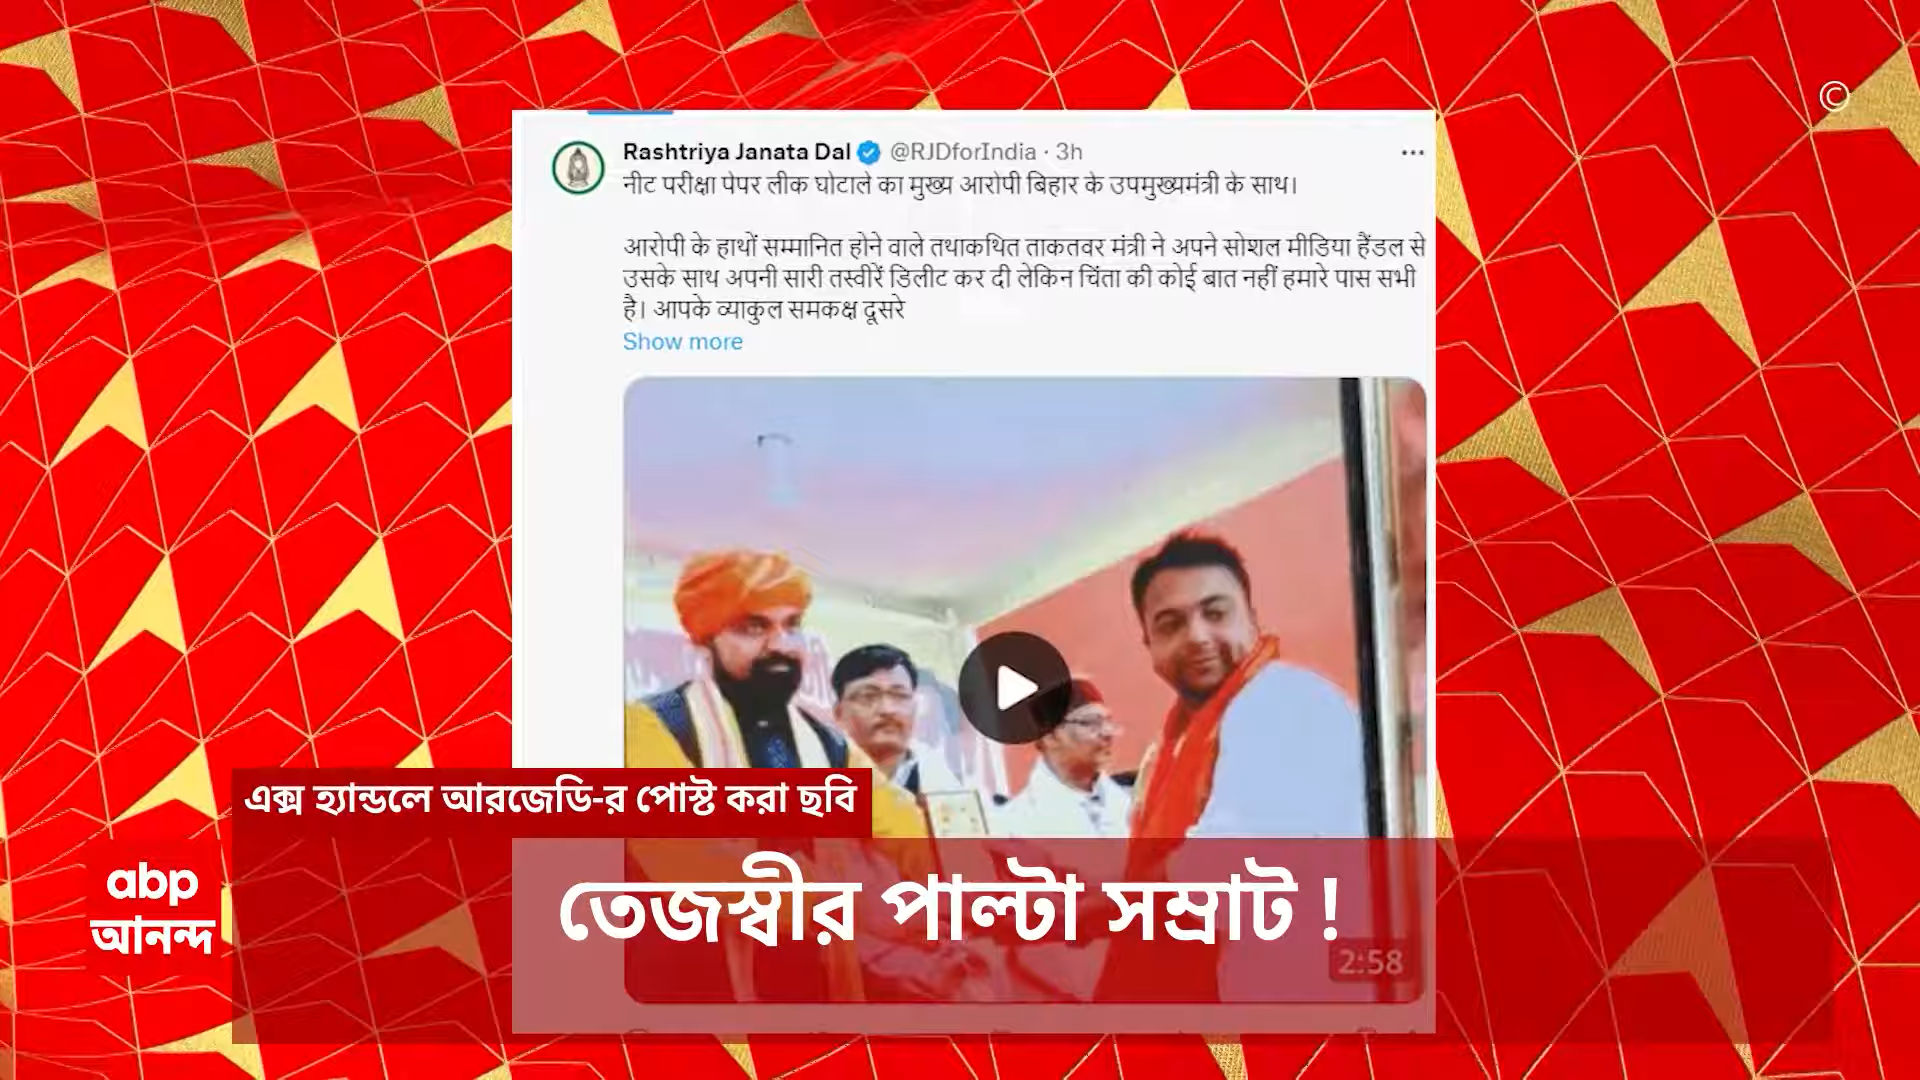 ©
Rashtriya Janata Dal @RJDforIndia · 3h
नीट परीक्षा पेपर लीक घोटाले का मुख्य आरोपी बिहार के उपमुख्यमंत्री के साथ।
आरोपी के हाथों सम्मानित होने वाले तथाकथित ताकतवर मंत्री ने अपने सोशल मीडिया हैंडल से
उसके साथ अपनी सारी तस्वीरें डिलीट कर दी लेकिन चिंता की कोई बात नहीं हमारे पास सभी
है। आपके व्याकुल समकक्ष दूसरे
Show more
এক্স হ্যান্ডলে আরজেডি-র পোস্ট করা ছবি
abp
আনন্দ
তেজস্বীর পাল্টা সম্রাট !
2:58